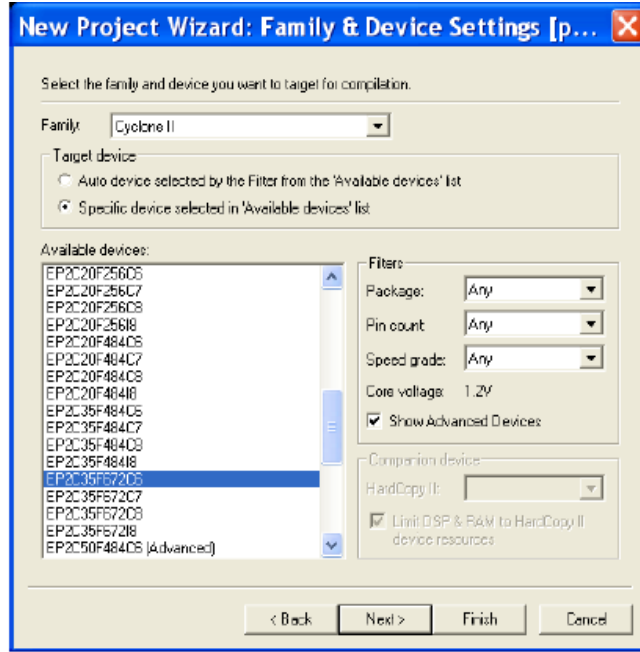 New Project Wizard: Family & Device Settings [p...
Select the family and device you want to target for compilation.
Family: Cyclone II
Target device
Auto device selected by the Filter from the 'Available devices' list
Specific device selected in 'Available devices' list
Available devices:
EP2C20F256C6
EP2C20F256C7
EP2C20F256C8
EP2C20F256I8
EP2C20F484C6
EP2C20F484C7
EP2C20F484C8
EP2C20F484I8
EP2C35F484C6
EP2C35F484C7
EP2C35F484C8
EP2C35F484I8
EP2C35F672C6
EP2C35F672C7
EP2C35F672C8
EP2C35F672I8
EP2C50F484C6 (Advanced)
Filters
Package: Any
Pin count: Any
Speed grade: Any
Core voltage: 1.2V
Show Advanced Devices
Companion device
HardCopy II:
Limit DSP & RAM to HardCopy II
device resources
< Back
Next >
Finish
Cancel